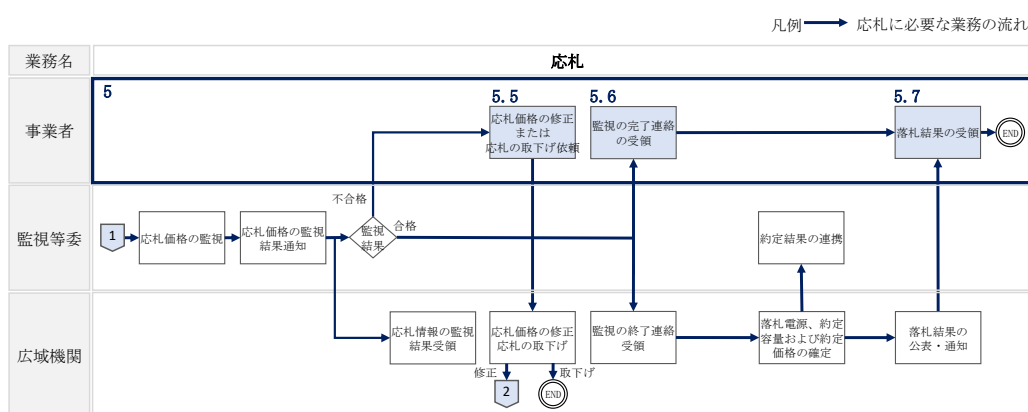 凡例 応札に必要な業務の流れ
業務名
応札
事業者
5
5.5
応札価格の修正
または
応札の取下げ依頼
5.6
監視の完了連絡
の受領
5.7
落札結果の受領
END
監視等委
1
応札価格の監視
応札価格の監視
結果通知
不合格
監視
結果
合格
約定結果の連携
広域機関
応札情報の監視
結果受領
応札価格の修正
応札の取下げ
修正
2
取下げ
END
監視の終了連絡
受領
落札電源、約定
容量および約定
価格の確定
落札結果の
公表・通知